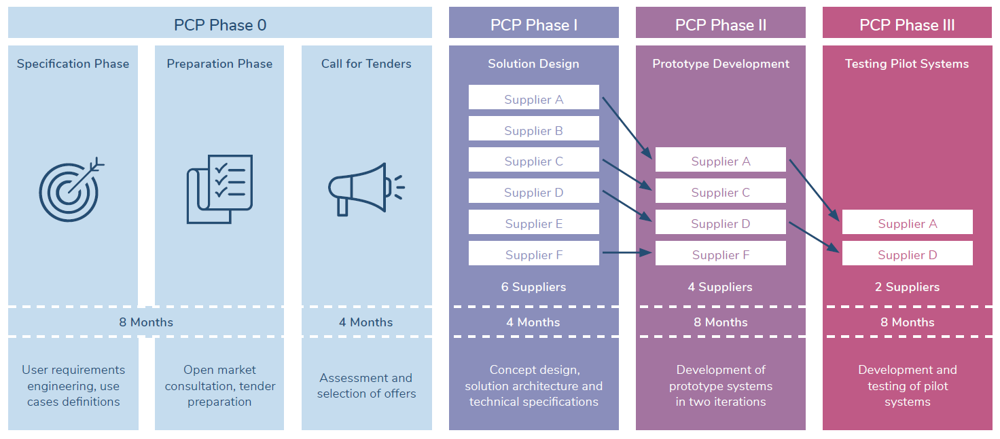 PCP Phase 0
PCP Phase I
PCP Phase II
PCP Phase III
Specification Phase
Preparation Phase
Call for Tenders
Solution Design
Prototype Development
Testing Pilot Systems
Supplier A
Supplier B
Supplier C
Supplier D
Supplier E
Supplier F
6 Suppliers
Supplier A
Supplier C
Supplier D
Supplier F
4 Suppliers
Supplier A
Supplier D
2 Suppliers
8 Months
4 Months
4 Months
8 Months
8 Months
User requirements
engineering, use
cases definitions
Open market
consultation, tender
preparation
Assessment and
selection of offers
Concept design,
solution architecture and
technical specifications
Development of
prototype systems
in two iterations
Development and
testing of pilot
systems